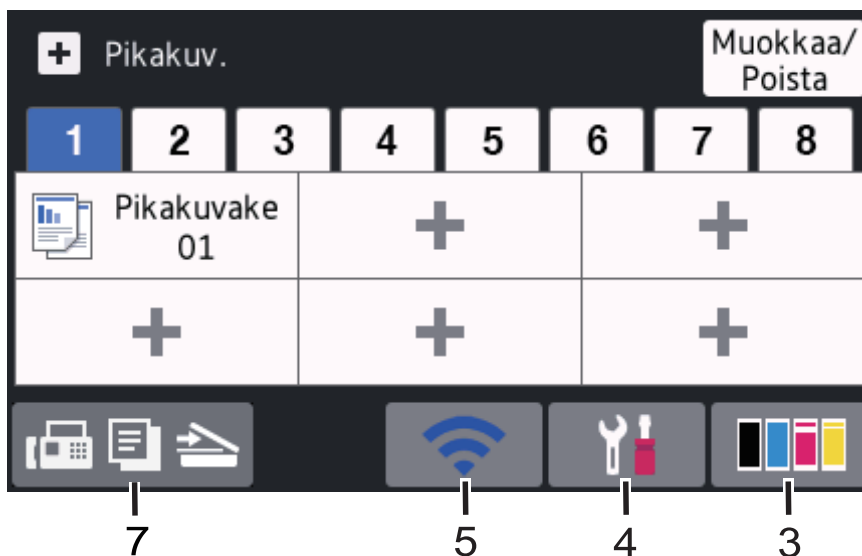 Pikakuv.
Muokkaa/
Poista
1 2 3 4 5 6 7 8
Pikakuvake
01
7 5 4 3